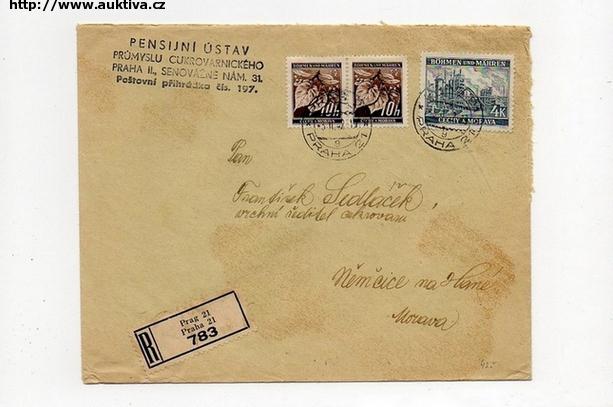 http://www.auktiva.cz
PENSIJNÍ ÚSTAV
PRŮMYSLU CUKROVARNICKÉHO
PRAHA II., SENOVÁŽNÉ NÁM. 31.
Poštovní přihrádka čís. 197.
BÖHMEN UND MÄHREN
BÖHMEN UND MÄHREN
BÖHMEN UND MÄHREN
10h
10h
4K
ČECHY A MORAVA
PRAHA 21
PRAHA
Pan
František Sedláček
vrchní ředitel cukrovaru
Němčice na Hané
Morava
R
Prag 21
Praha 21
783